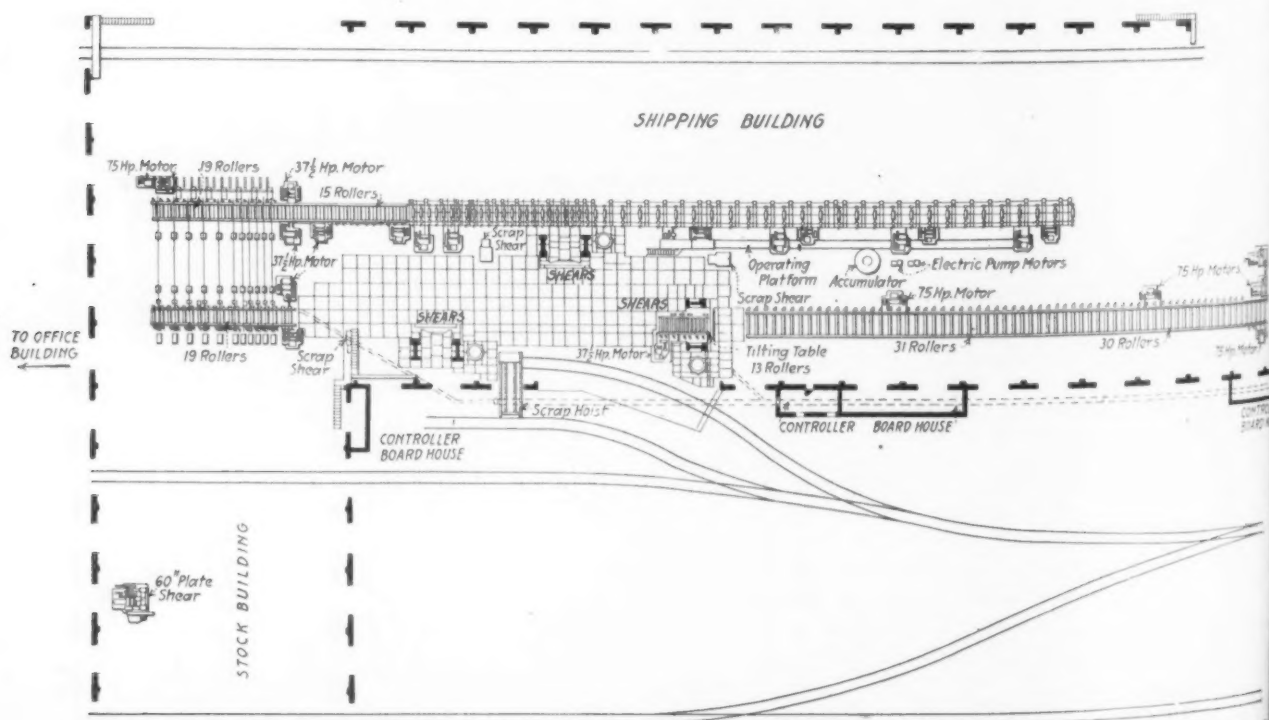 SHIPPING BUILDING
75 Hp. Motor
19 Rollers
37½ Hp. Motor
15 Rollers
Scrap
Shear
SHEARS
Operating
Platform
Accumulator
Electric Pump Motors
37½ Hp. Motor
SHEARS
Scrap Shear
75 Hp. Motor
75 Hp. Motors
TO OFFICE
BUILDING
19 Rollers
Scrap
Shear
SHEARS
37½ Hp. Motor
Tilting Table
13 Rollers
31 Rollers
30 Rollers
75 Hp. Motor
Scrap Hoist
CONTROLLER
BOARD HOUSE
CONTROLLER BOARD HOUSE
60" Plate
Shear
STOCK BUILDING